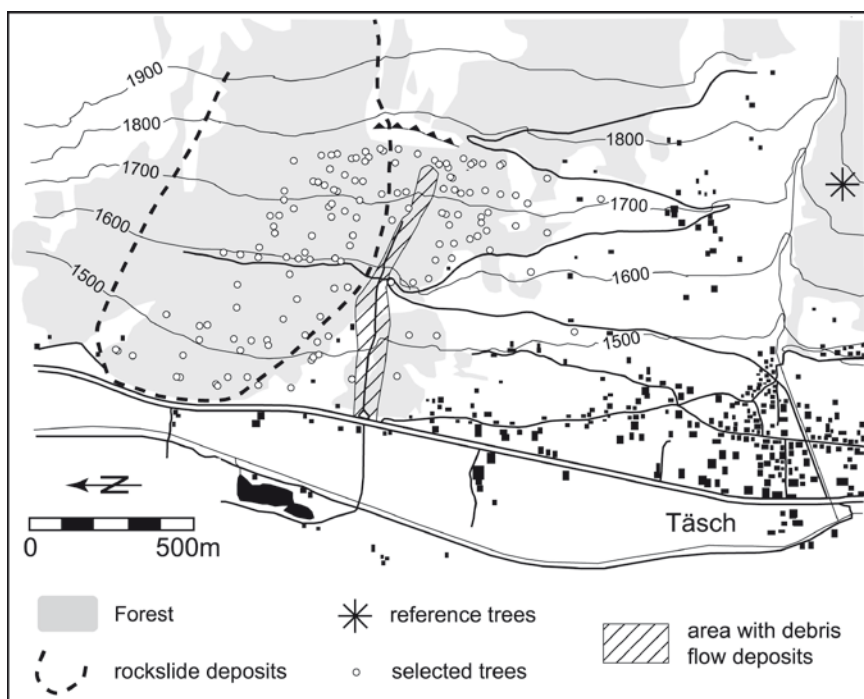 1900
1800
1800
1700
1700
1600
1600
1500
1500
N
0 500m
Täsch
Forest
reference trees
area with debris
flow deposits
rockslide deposits
selected trees